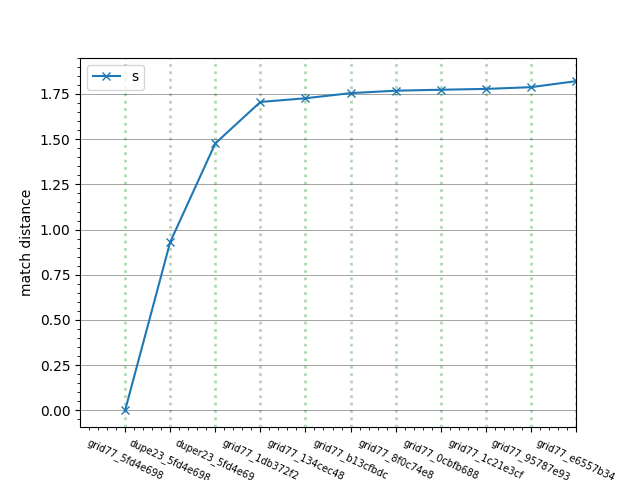 s
match distance
1.75
1.50
1.25
1.00
0.75
0.50
0.25
0.00
grid77_5fd4e698
dupe23_5fd4e69R
duper23_5fd4e69
grid77_1db372f2
grid77_134cec48
grid77_b13cfbdc
grid77_8f0c74e8
grid77_0cbfb688
grid77_1c21e3cf
grid77_95787e93
grid77_e6557b34